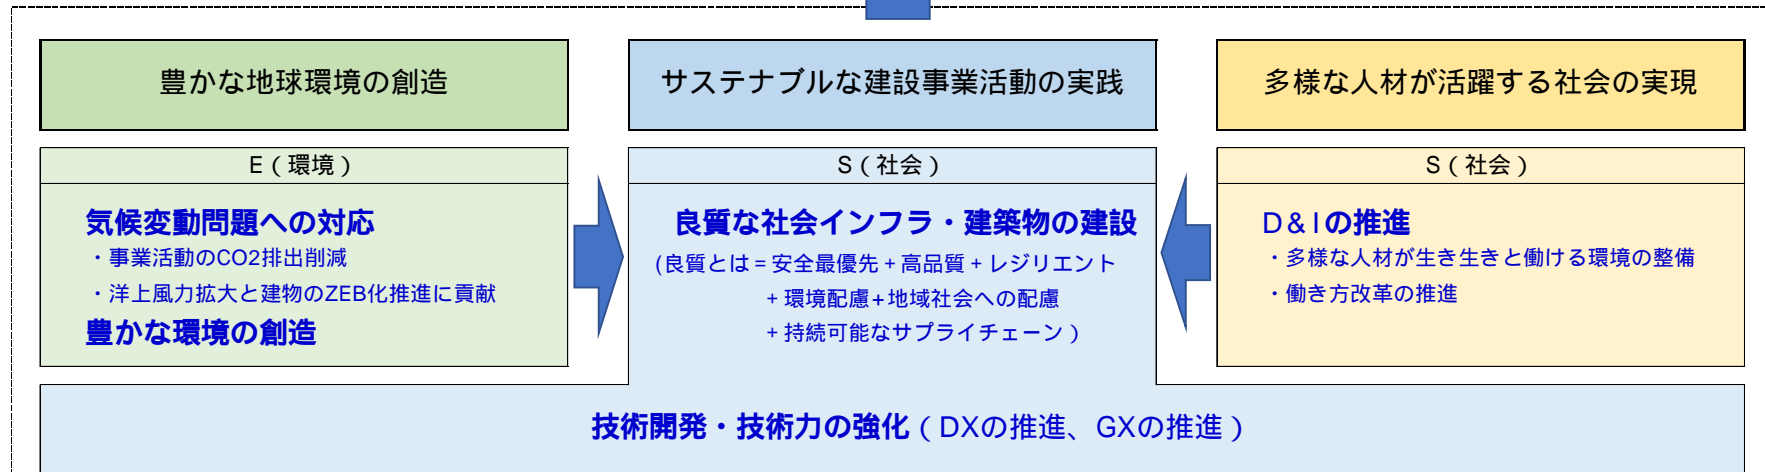 豊かな地球環境の創造
E（環境）
気候変動問題への対応
・事業活動のCO2排出削減
・洋上風力拡大と建物のZEB化推進に貢献
豊かな環境の創造
サステナブルな建設事業活動の実践
S（社会）
良質な社会インフラ・建築物の建設
(良質とは＝安全最優先＋高品質＋レジリエント
＋環境配慮+地域社会への配慮
＋持続可能なサプライチェーン）
多様な人材が活躍する社会の実現
S（社会）
D＆Iの推進
・多様な人材が生き生きと働ける環境の整備
・働き方改革の推進
技術開発・技術力の強化（DXの推進、GXの推進）